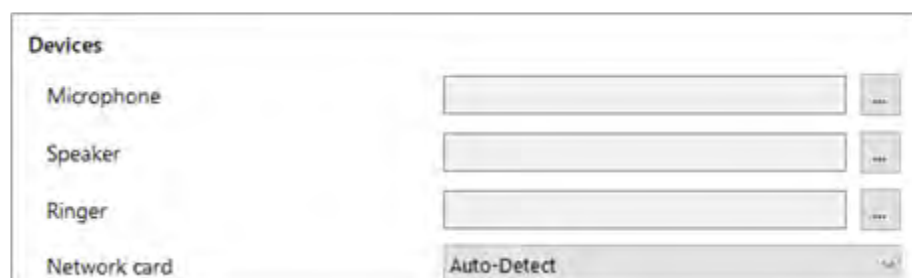 Devices
Microphone ...
Speaker ...
Ringer ...
Network card Auto-Detect